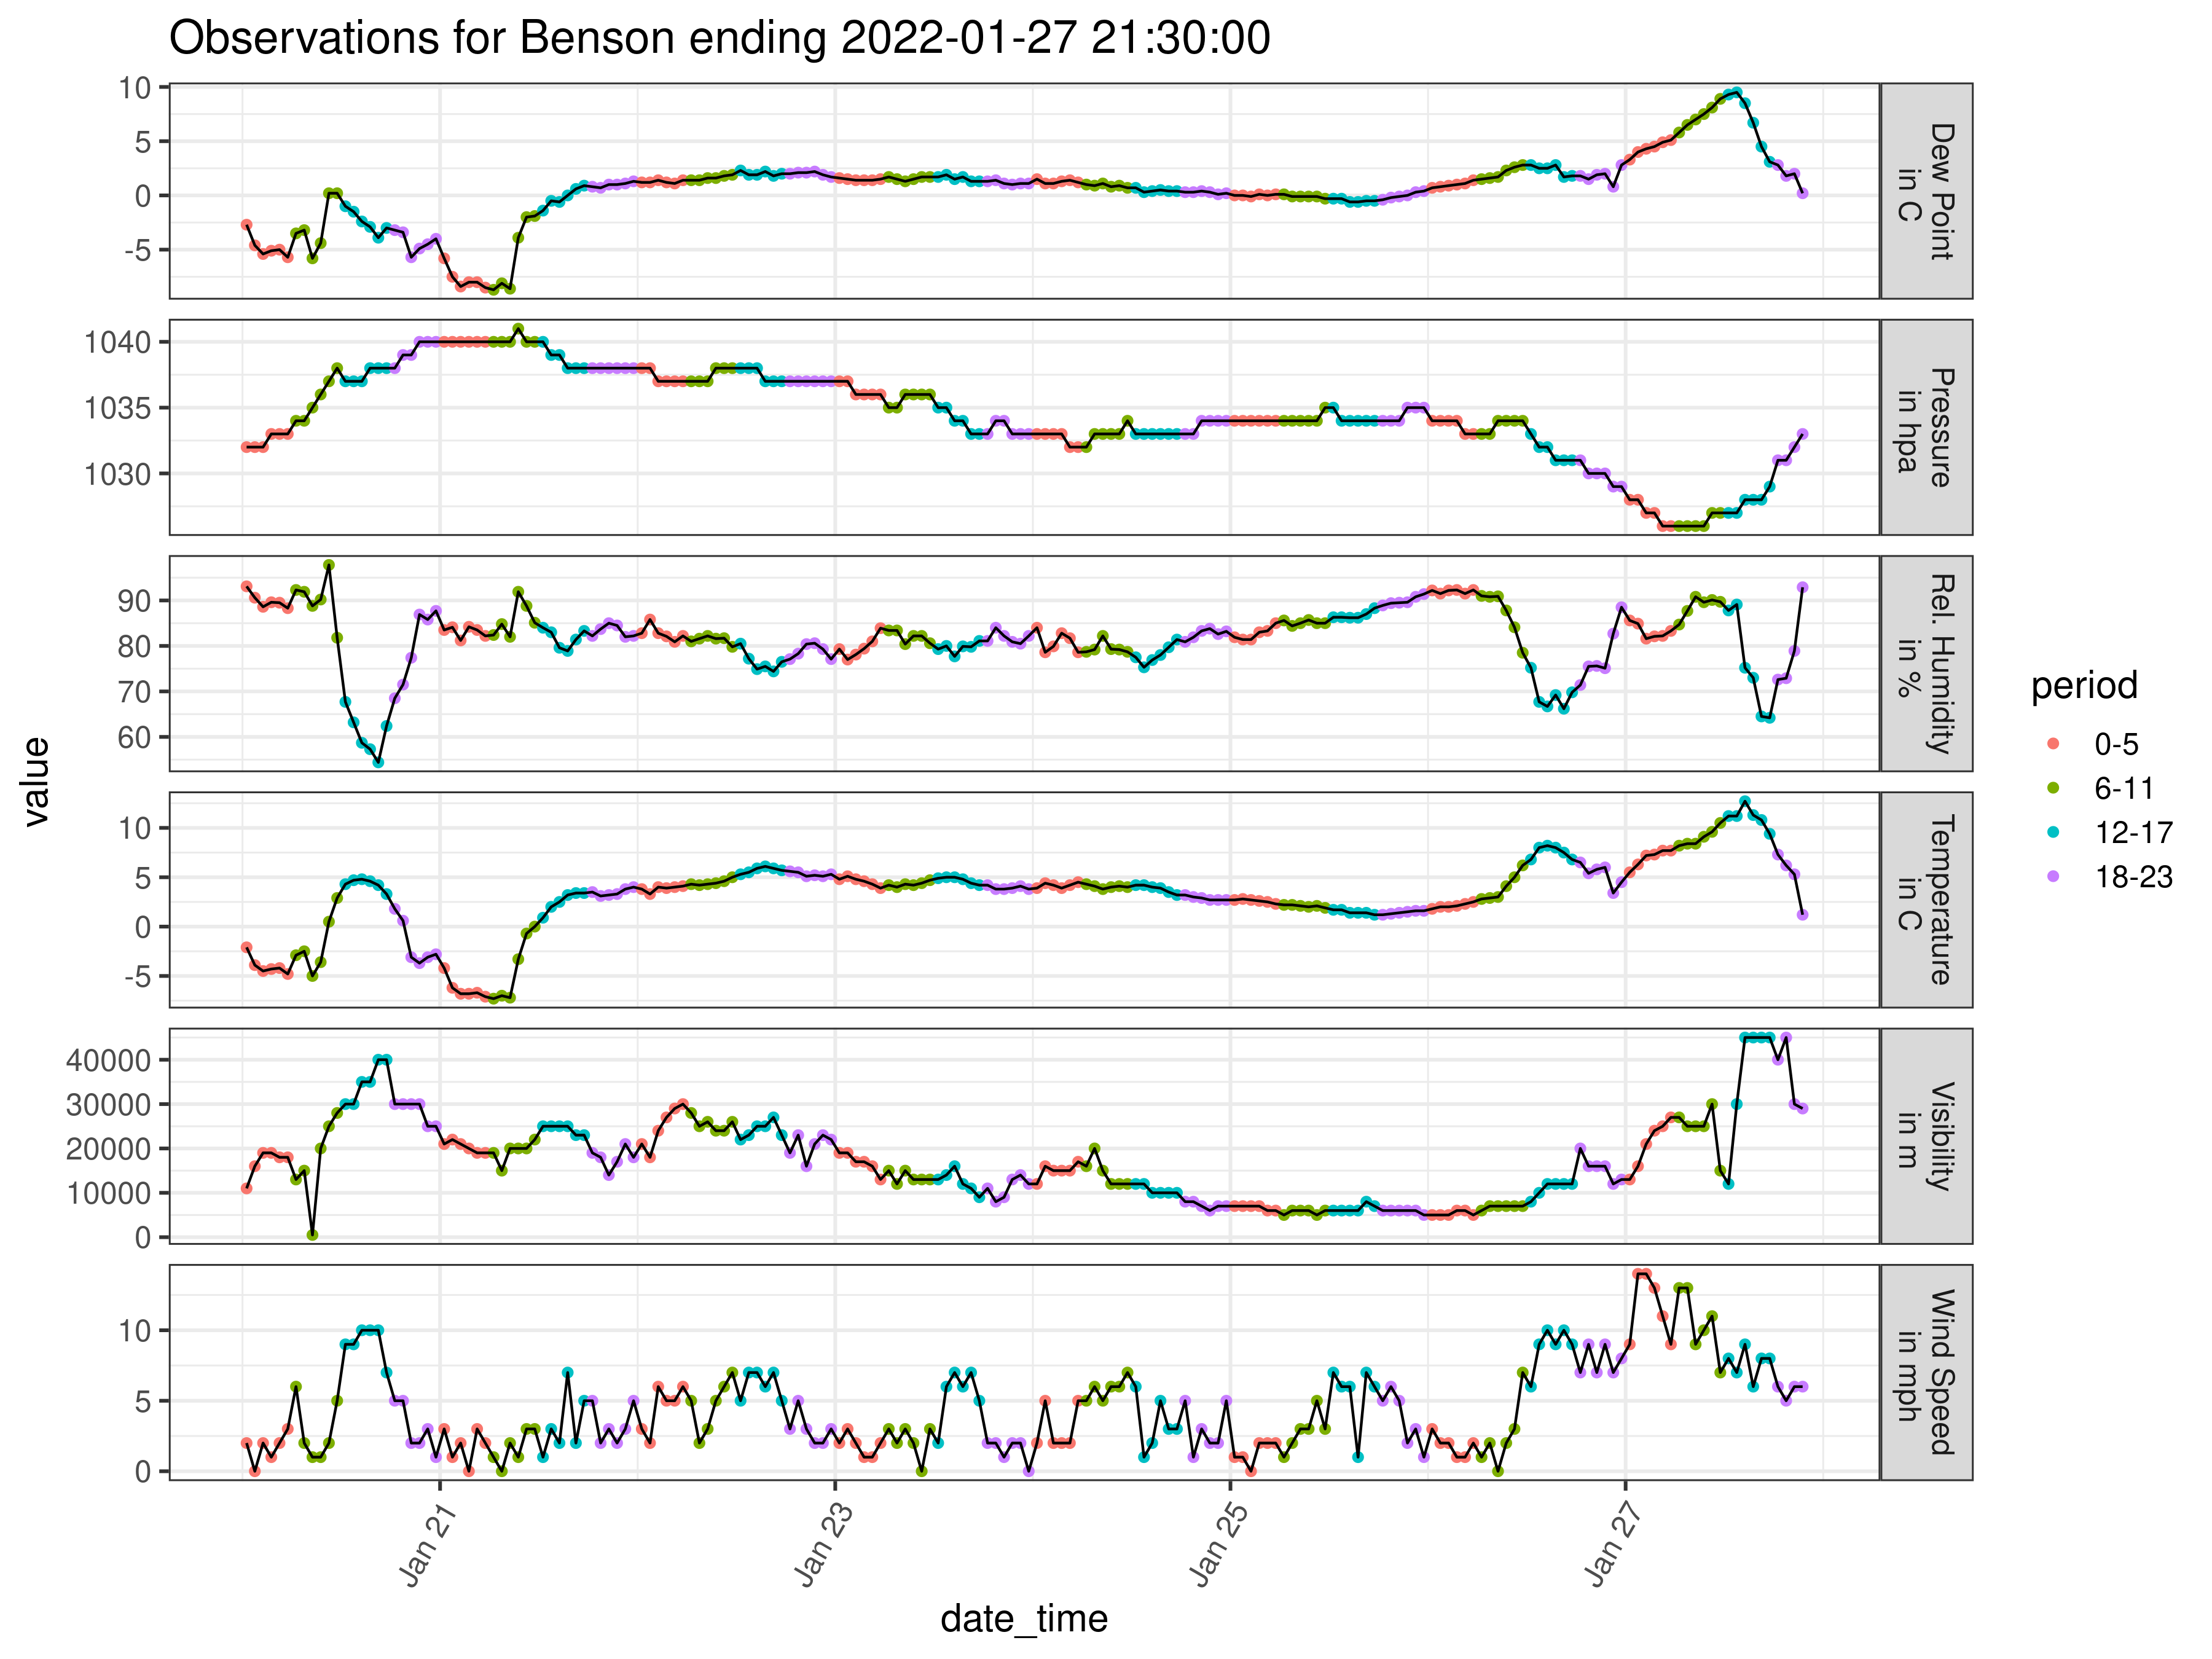 Observations for Benson ending 2022-01-27 21:30:00
value
10
5
0
-5
Dew Point
in C
1040
1035
1030
Pressure
in hpa
90
80
70
60
Rel. Humidity
in %
10
5
0
-5
Temperature
in C
40000
30000
20000
10000
0
Visibility
in m
10
5
0
Wind Speed
in mph
Jan 21
Jan 23
Jan 25
Jan 27
date_time
period
0-5
6-11
12-17
18-23